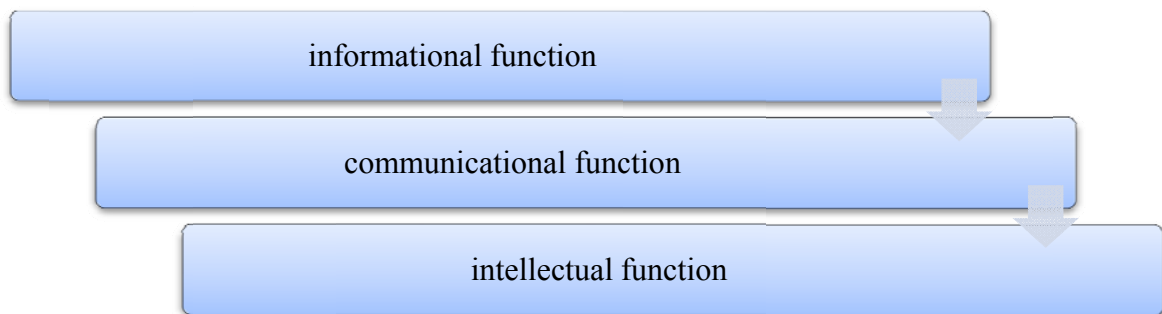 informational function
communicational function
intellectual function